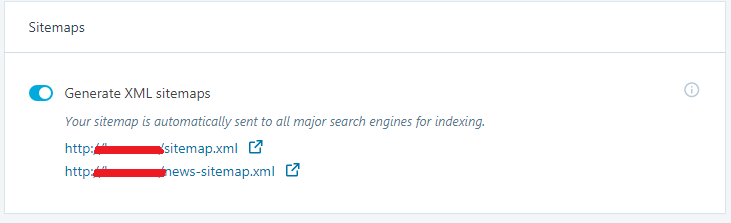 Sitemaps
Generate XML sitemaps
Your sitemap is automatically sent to all major search engines for indexing.
http:/sitemap.xml
http:/news-sitemap.xml